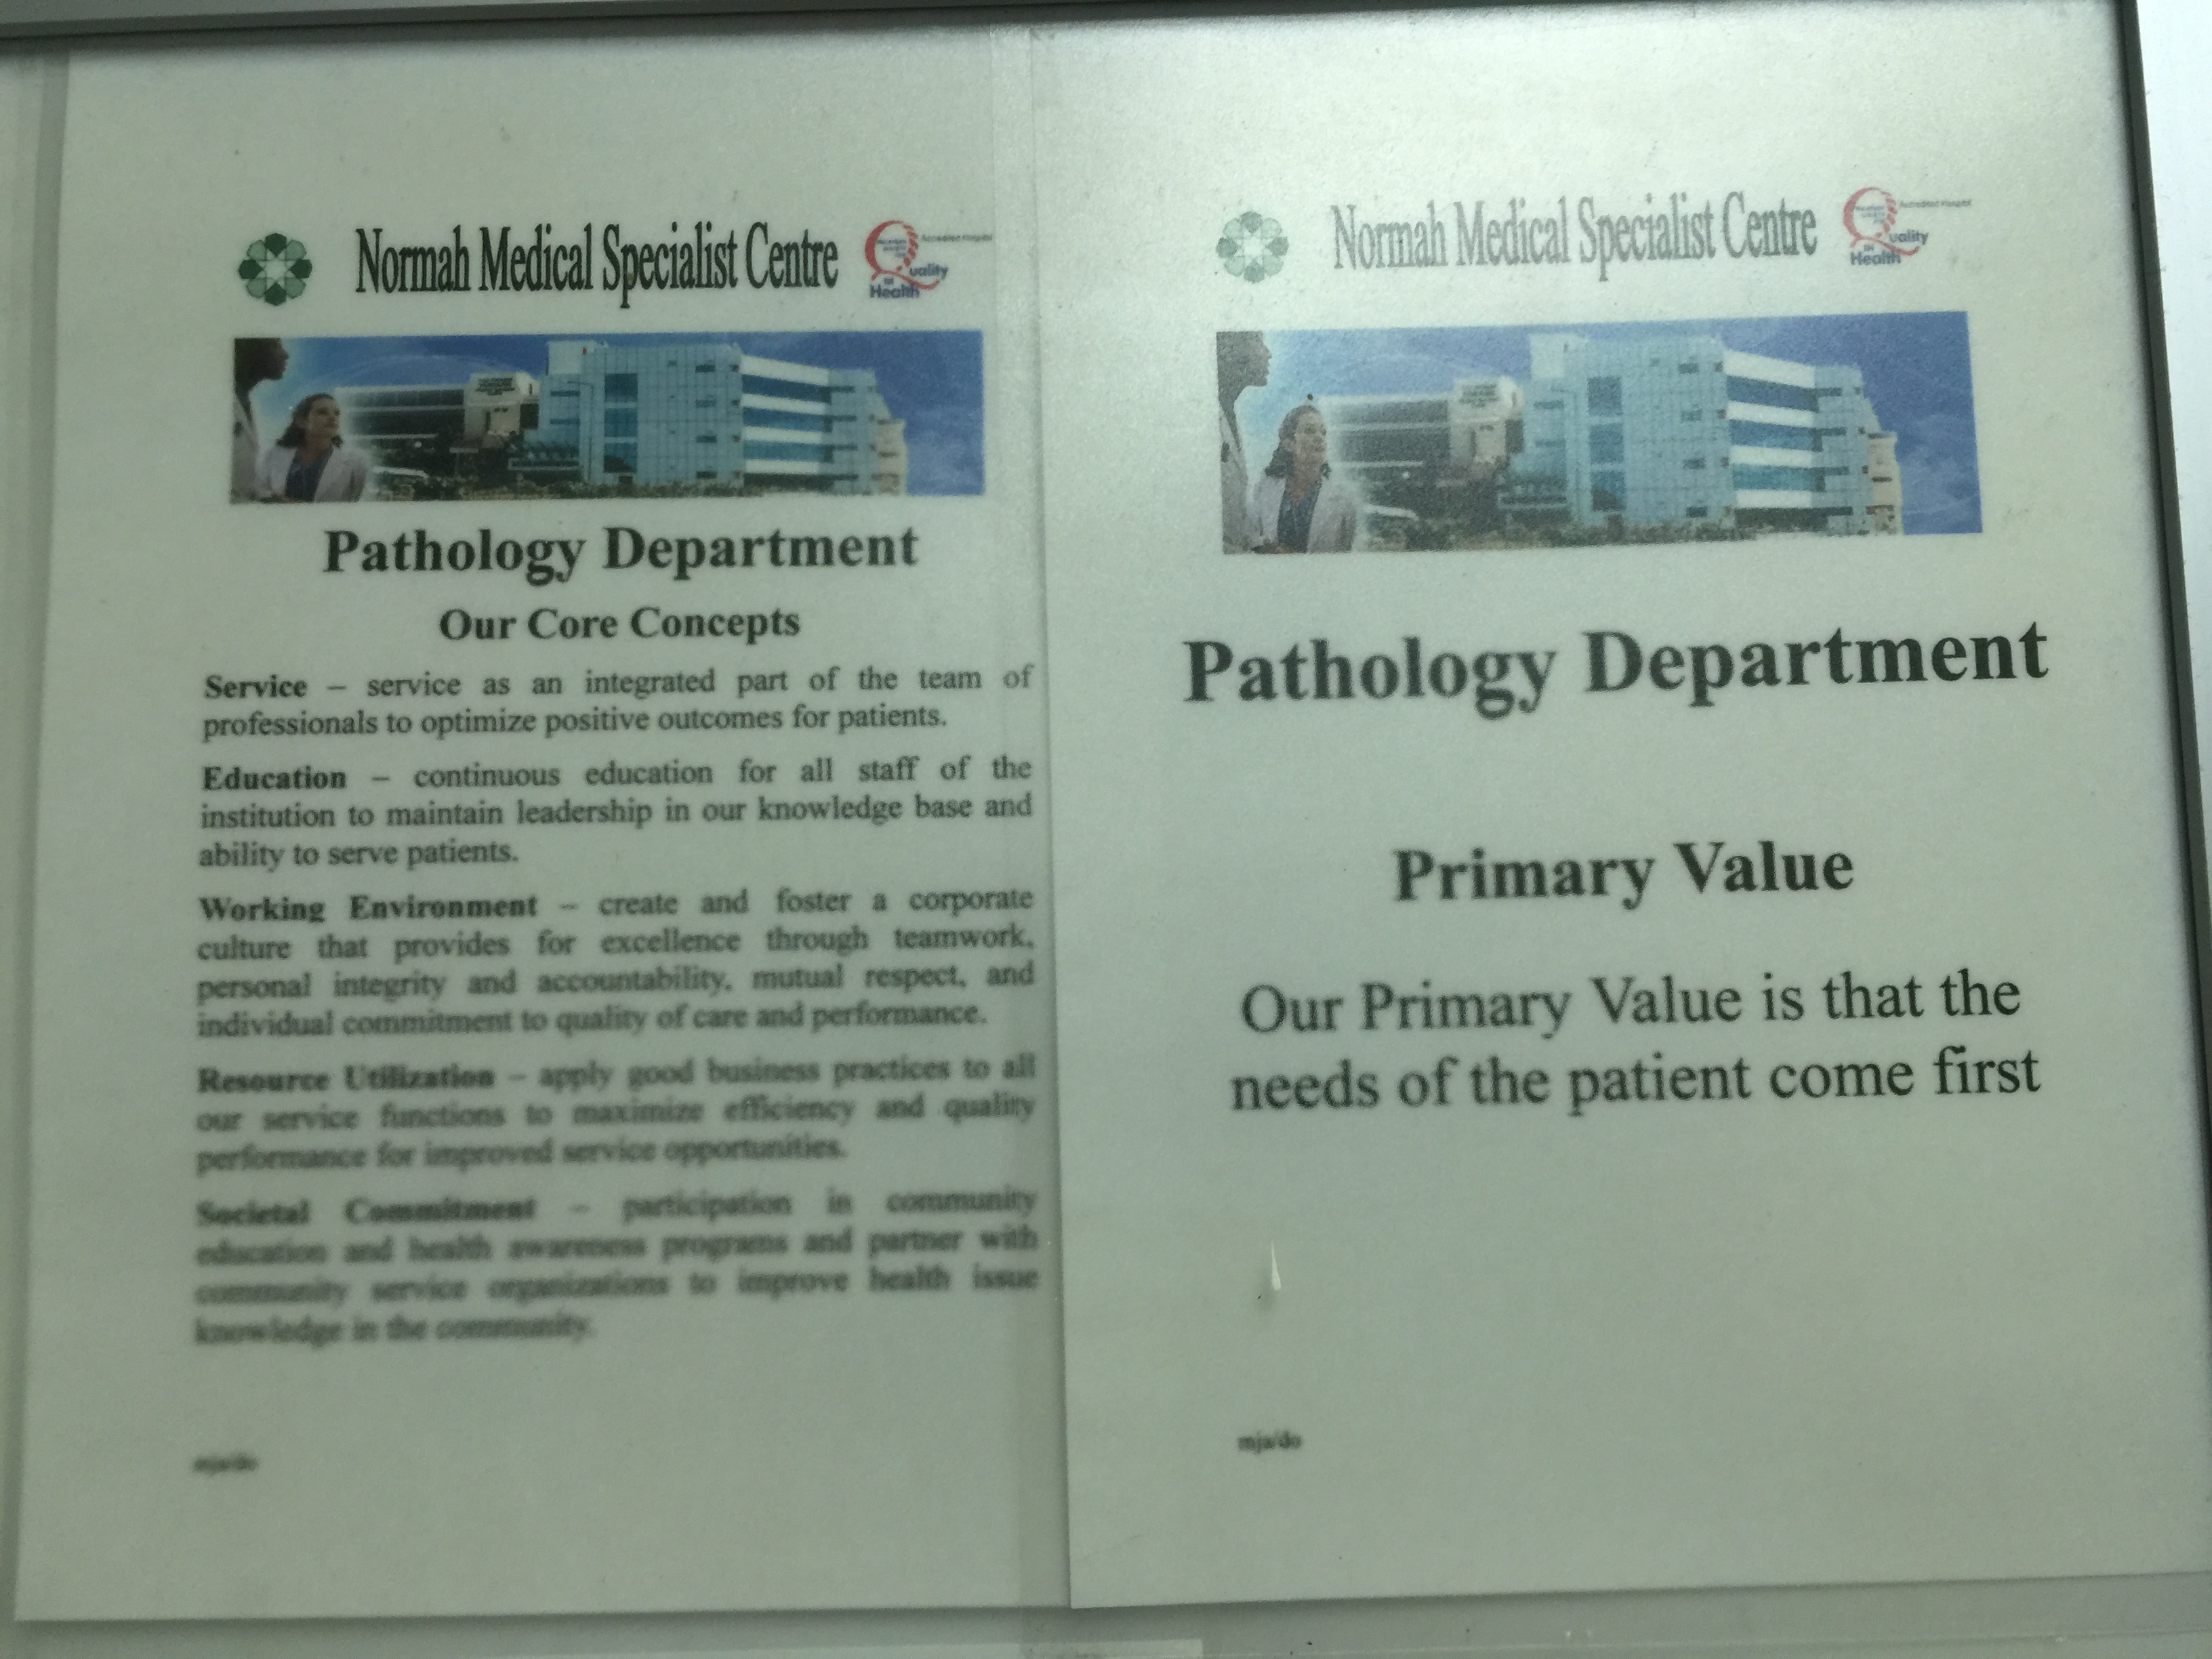 Normah Medical Specialist Centre
Accredited Hospital
Quality
IN
Health
Pathology Department
Our Core Concepts
Service – service as an integrated part of the team of
professionals to optimize positive outcomes for patients.
Education – continuous education for all staff of the
institution to maintain leadership in our knowledge base and
ability to serve patients.
Working Environment – create and foster a corporate
culture that provides for excellence through teamwork,
personal integrity and accountability, mutual respect, and
individual commitment to quality of care and performance.
Resource Utilization – apply good business practices to all
our service functions to maximize efficiency and quality
performance for improved service opportunities.
Societal Commitment – participation in community
education and health awareness programs and partner with
community service organizations to improve health issue
knowledge in the community.
mja/do
Normah Medical Specialist Centre
Accredited Hospital
Quality
IN
Health
Pathology Department
Primary Value
Our Primary Value is that the
needs of the patient come first
mja/do